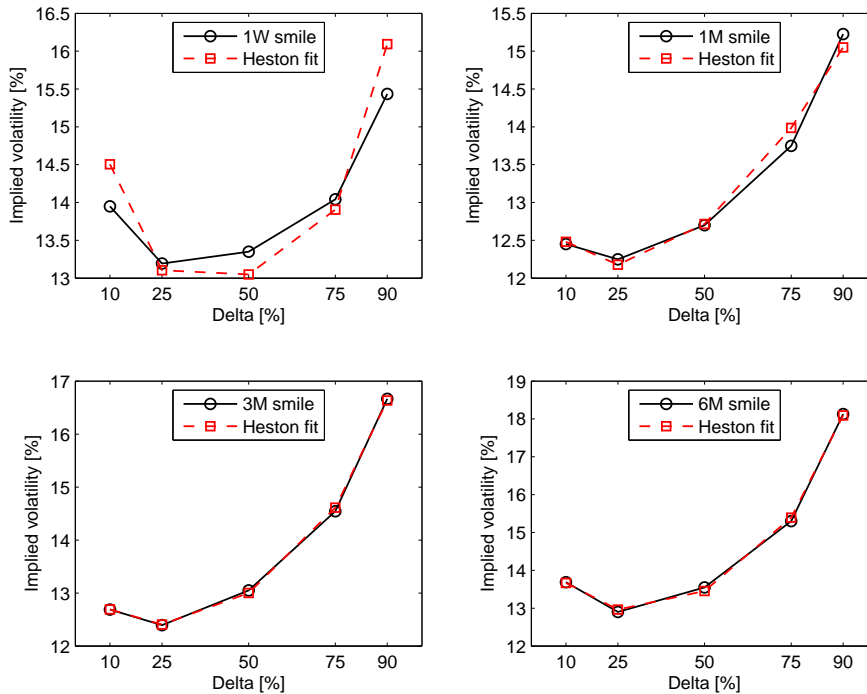 16.5
16
15.5
15
14.5
14
13.5
13
Implied volatility [%]
1W smile
Heston fit
10 25 50 75 90
Delta [%]
15.5
15
14.5
14
13.5
13
12.5
12
Implied volatility [%]
1M smile
Heston fit
10 25 50 75 90
Delta [%]
17
16
15
14
13
12
Implied volatility [%]
3M smile
Heston fit
10 25 50 75 90
Delta [%]
19
18
17
16
15
14
13
12
Implied volatility [%]
6M smile
Heston fit
10 25 50 75 90
Delta [%]